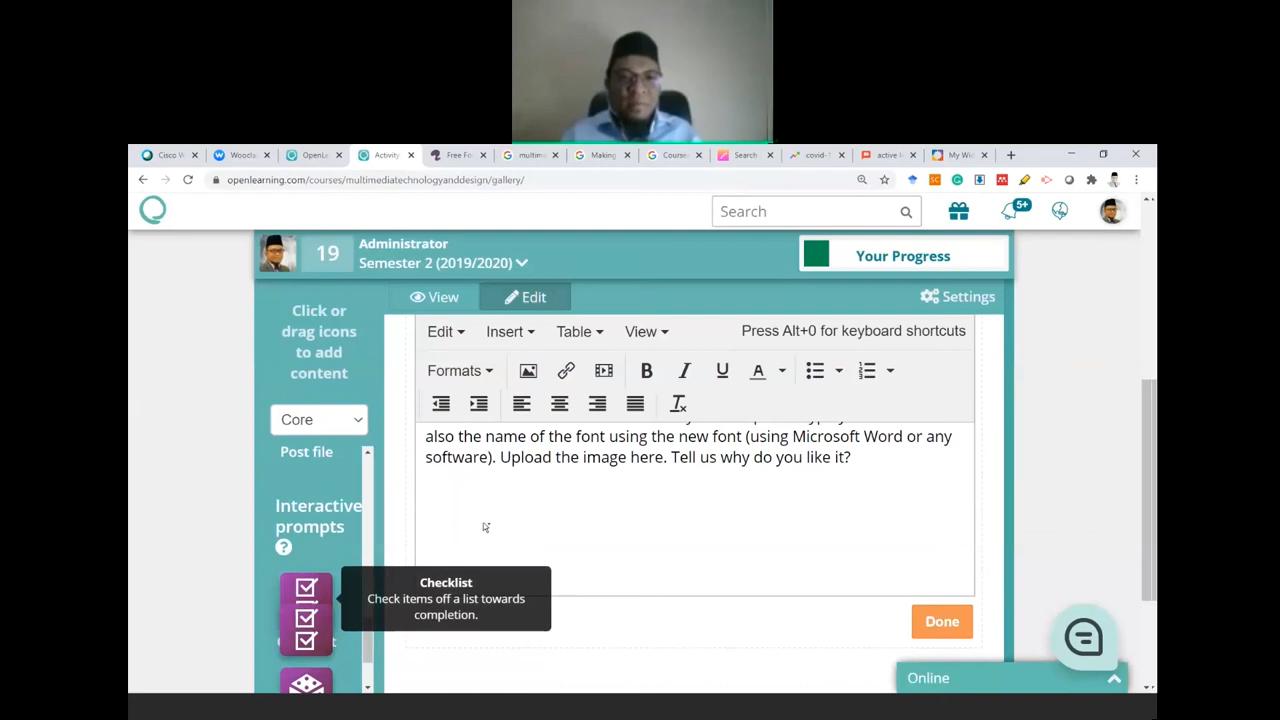 Cisco W
Wooclap
OpenLe
Activity
Free Fo
multime
Making
Course
Search
covid-1
active l
My Wi
openlearning.com/courses/multimediatechnologyanddesign/gallery/
Search
5+
19
Administrator
Semester 2 (2019/2020)
Your Progress
Click or
drag icons
to add
content
View
Edit
Settings
Edit
Insert
Table
View
Press Alt+0 for keyboard shortcuts
Formats
B
I
U
A
Core
Post file
also the name of the font using the new font (using Microsoft Word or any
software). Upload the image here. Tell us why do you like it?
Interactive
prompts
?
Checklist
Check items off a list towards
completion.
Done
Online